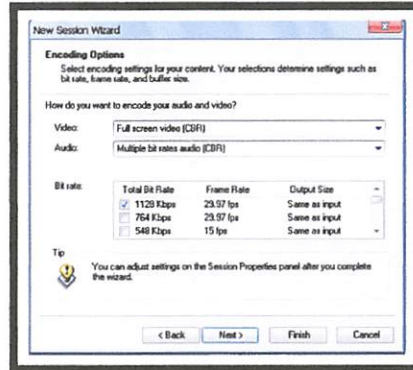 New Session Wizard
Encoding Options
Select encoding settings for your content. Your selections determine settings such as
bit rate, frame rate, and buffer size.
How do you want to encode your audio and video?
Video: Full screen video (CBR)
Audio: Multiple bit rates audio (CBR)
Bit rate: Total Bit Rate Frame Rate Output Size
1128 Kbps 29.97 fps Same as input
764 Kbps 29.97 fps Same as input
548 Kbps 15 fps Same as input
Tip
You can adjust settings on the Session Properties panel after you complete
the wizard.
< Back Next > Finish Cancel